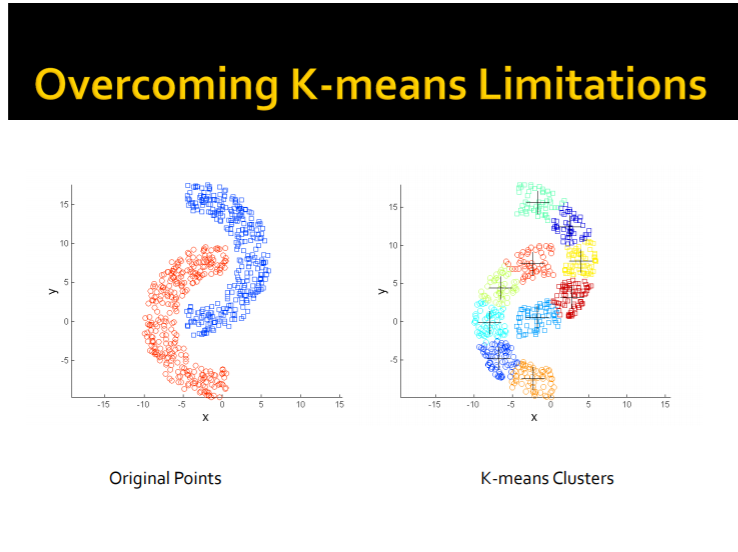 Overcoming K-means Limitations
15
10
5
0
-5
-15 -10 -5 0 5 10 15
x
y
15
10
5
0
-5
-15 -10 -5 0 5 10 15
x
y
Original Points
K-means Clusters